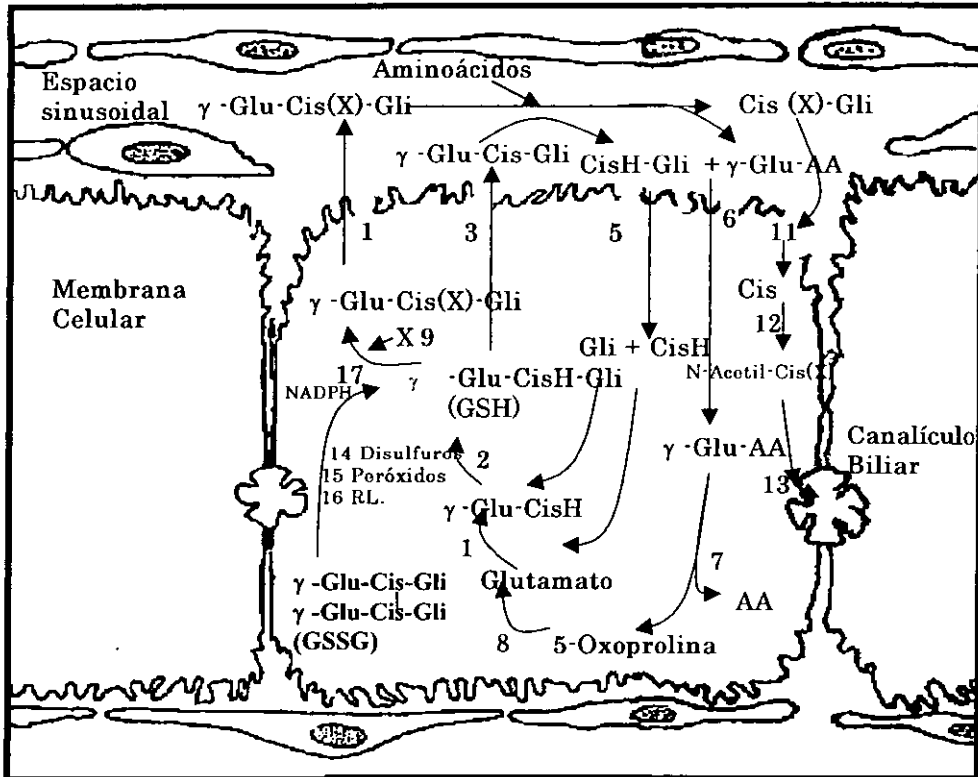 Aminoácidos
Espacio
sinusoidal
γ -Glu-Cis(X)-Gli
Cis (X)-Gli
γ -Glu-Cis-Gli
CisH-Gli + γ-Glu-AA
1
3
5
6
11
Membrana
Celular
γ -Glu-Cis(X)-Gli
Cis
12
X 9
Gli + CisH
N-Acetil-Cis(X)
17
NADPH
γ -Glu-CisH-Gli
(GSH)
14 Disulfuros
15 Peróxidos
16 RL.
2
γ -Glu-AA
Canalículo
Biliar
13
γ -Glu-CisH
1
7
Glutamato
γ -Glu-Cis-Gli
γ -Glu-Cis-Gli
(GSSG)
AA
8
5-Oxoprolina